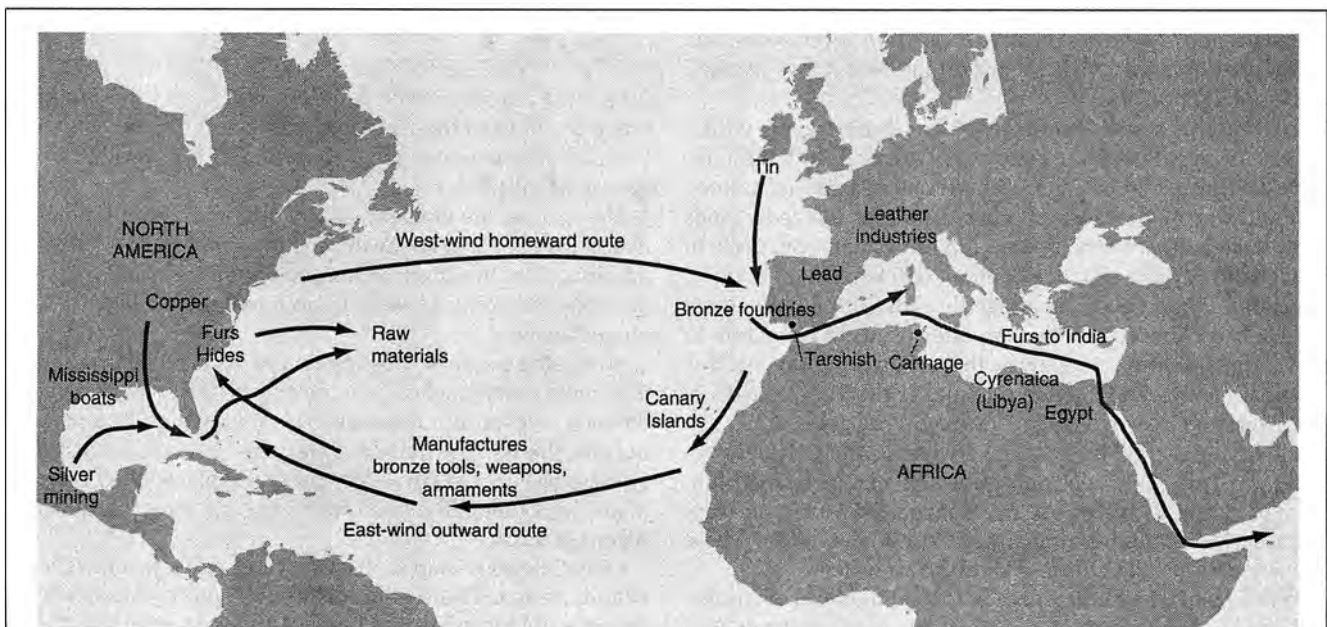 Tin
NORTH
AMERICA
Leather
industries
West-wind homeward route
Lead
Copper
Bronze foundries
Furs
Hides
Raw
materials
Furs to India
Tarshish
Carthage
Mississippi
boats
Cyrenaica
(Libya)
Canary
Islands
Egypt
Manufactures
bronze tools, weapons,
armaments
Silver
mining
AFRICA
East-wind outward route